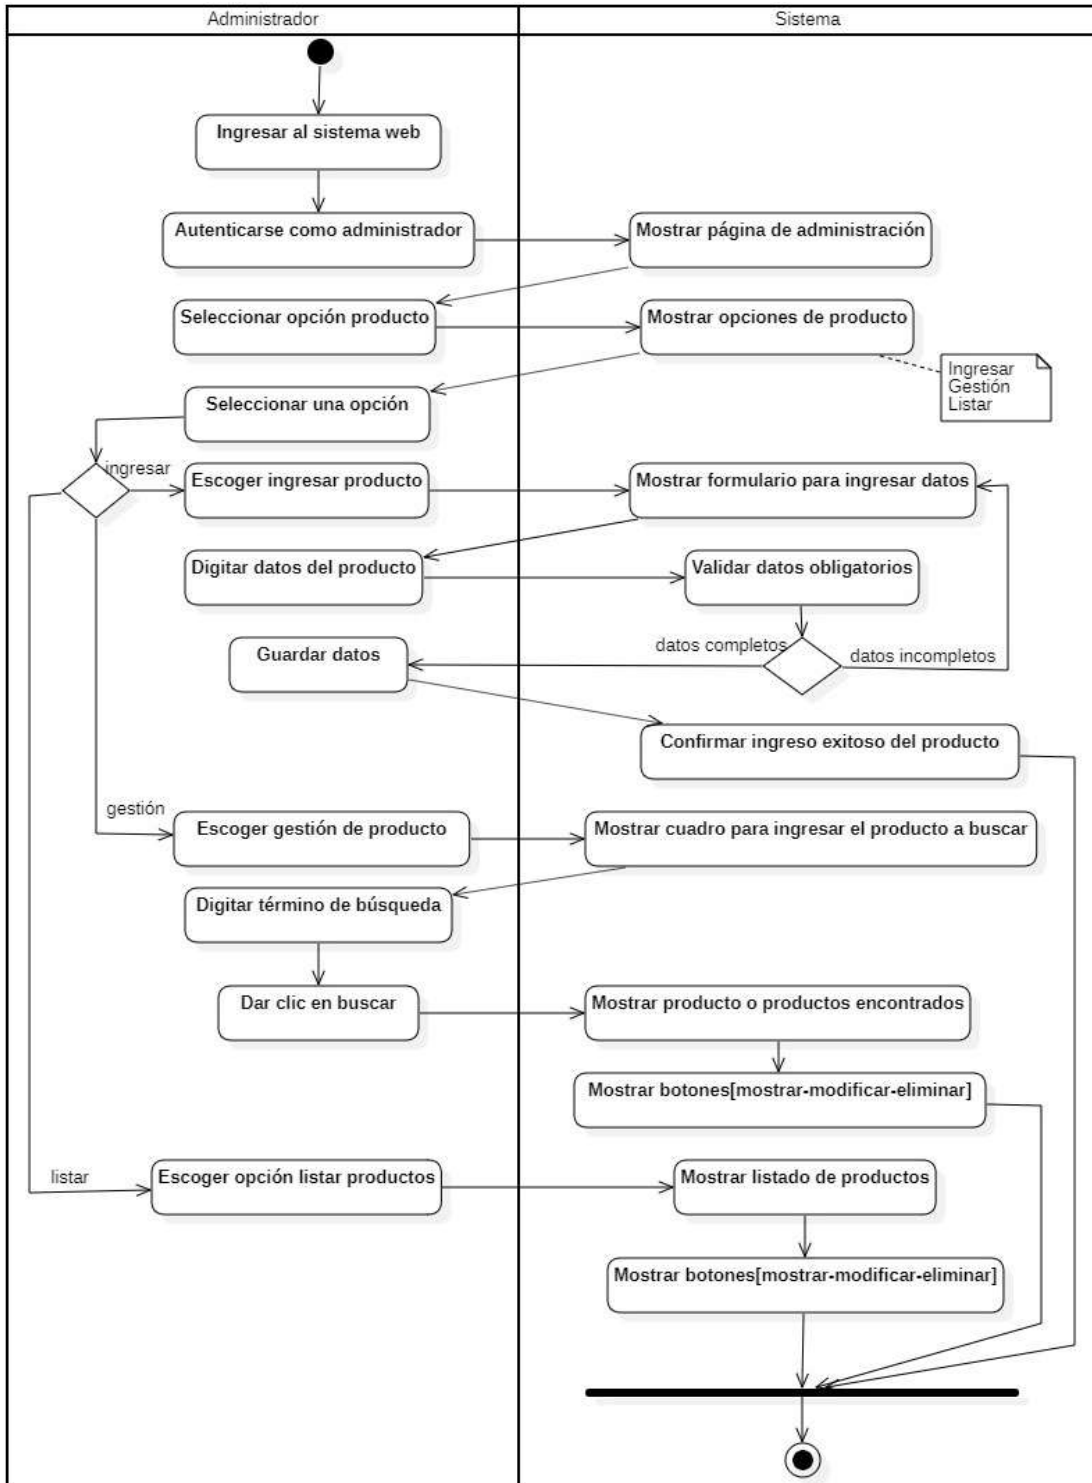 Administrador
Sistema
Ingresar al sistema web
Autenticarse como administrador
Mostrar página de administración
Seleccionar opción producto
Mostrar opciones de producto
Ingresar
Gestión
Listar
Seleccionar una opción
ingresar
Escoger ingresar producto
Mostrar formulario para ingresar datos
Digitar datos del producto
Validar datos obligatorios
datos completos
datos incompletos
Guardar datos
Confirmar ingreso exitoso del producto
gestión
Escoger gestión de producto
Mostrar cuadro para ingresar el producto a buscar
Digitar término de búsqueda
Dar clic en buscar
Mostrar producto o productos encontrados
Mostrar botones[mostrar-modificar-eliminar]
listar
Escoger opción listar productos
Mostrar listado de productos
Mostrar botones[mostrar-modificar-eliminar]